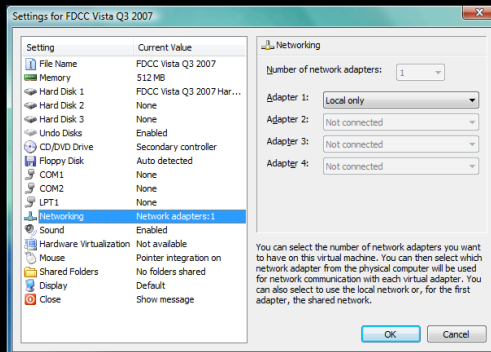 Settings for FDCC Vista Q3 2007
Setting Current Value
File Name FDCC Vista Q3 2007
Memory 512 MB
Hard Disk 1 FDCC Vista Q3 2007 Har...
Hard Disk 2 None
Hard Disk 3 None
Undo Disks Enabled
CD/DVD Drive Secondary controller
Floppy Disk Auto detected
COM1 None
COM2 None
LPT1 None
Networking Network adapters:1
Sound Enabled
Hardware Virtualization Not available
Mouse Pointer integration on
Shared Folders No folders shared
Display Default
Close Show message
Networking
Number of network adapters: 1
Adapter 1: Local only
Adapter 2: Not connected
Adapter 3: Not connected
Adapter 4: Not connected
You can select the number of network adapters you want
to have on this virtual machine. You can then select which
network adapter from the physical computer will be used
for network communication with each virtual adapter. You
can also select to use the local network or, for the first
adapter, the shared network.
OK Cancel